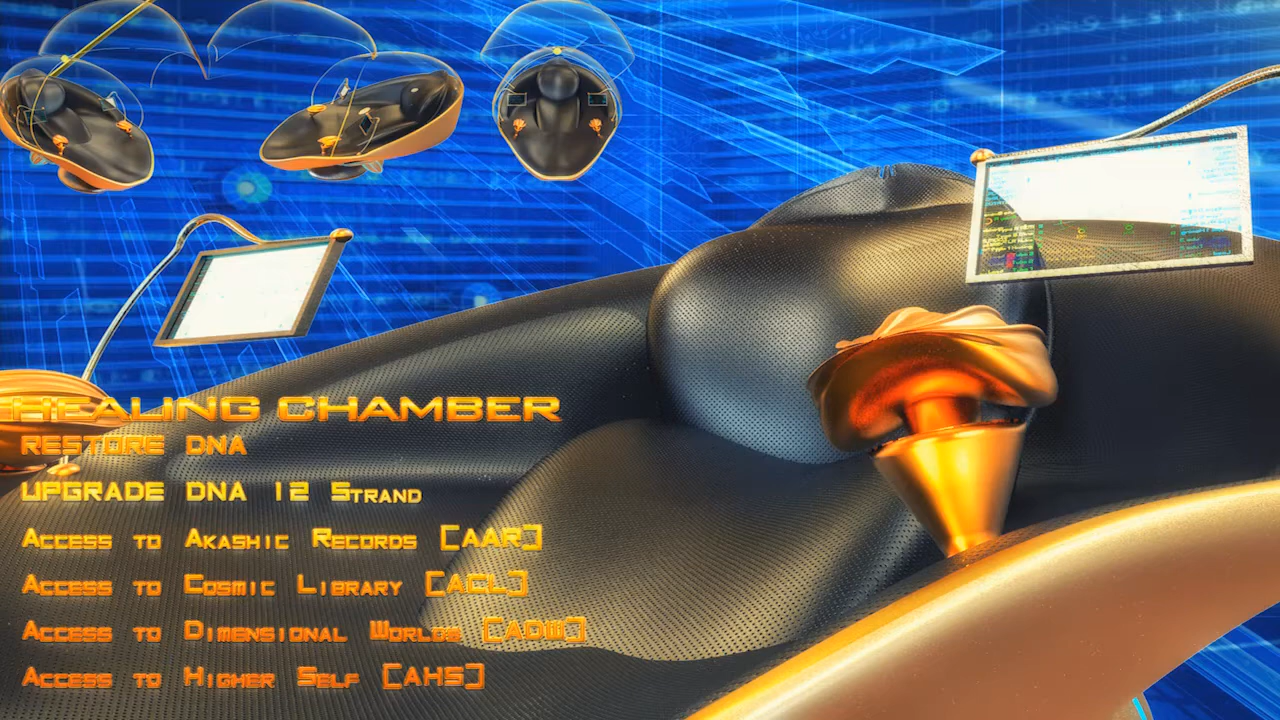 HEALING CHAMBER
RESTORE DNA
UPGRADE DNA 12 Strand
Access to Akashic Records [AAR]
Access to Cosmic Library [ACL]
Access to Dimensional Worlds [ADW]
Access to Higher Self [AHS]